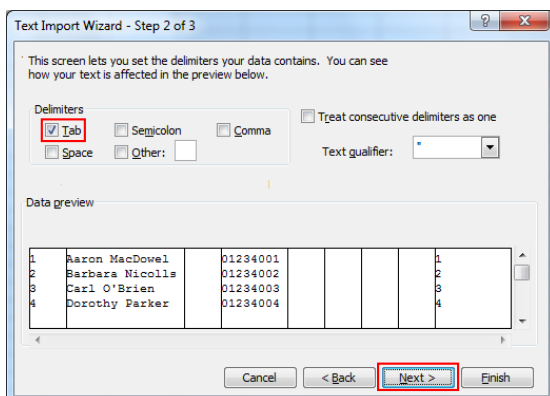 Text Import Wizard - Step 2 of 3
This screen lets you set the delimiters your data contains. You can see
how your text is affected in the preview below.
Delimiters
Tab Semicolon Comma
Space Other:
Treat consecutive delimiters as one
Text qualifier: "
Data preview
1 Aaron MacDowel 01234001 1
2 Barbara Nicolls 01234002 2
3 Carl O'Brien 01234003 3
4 Dorothy Parker 01234004 4
Cancel < Back Next > Finish